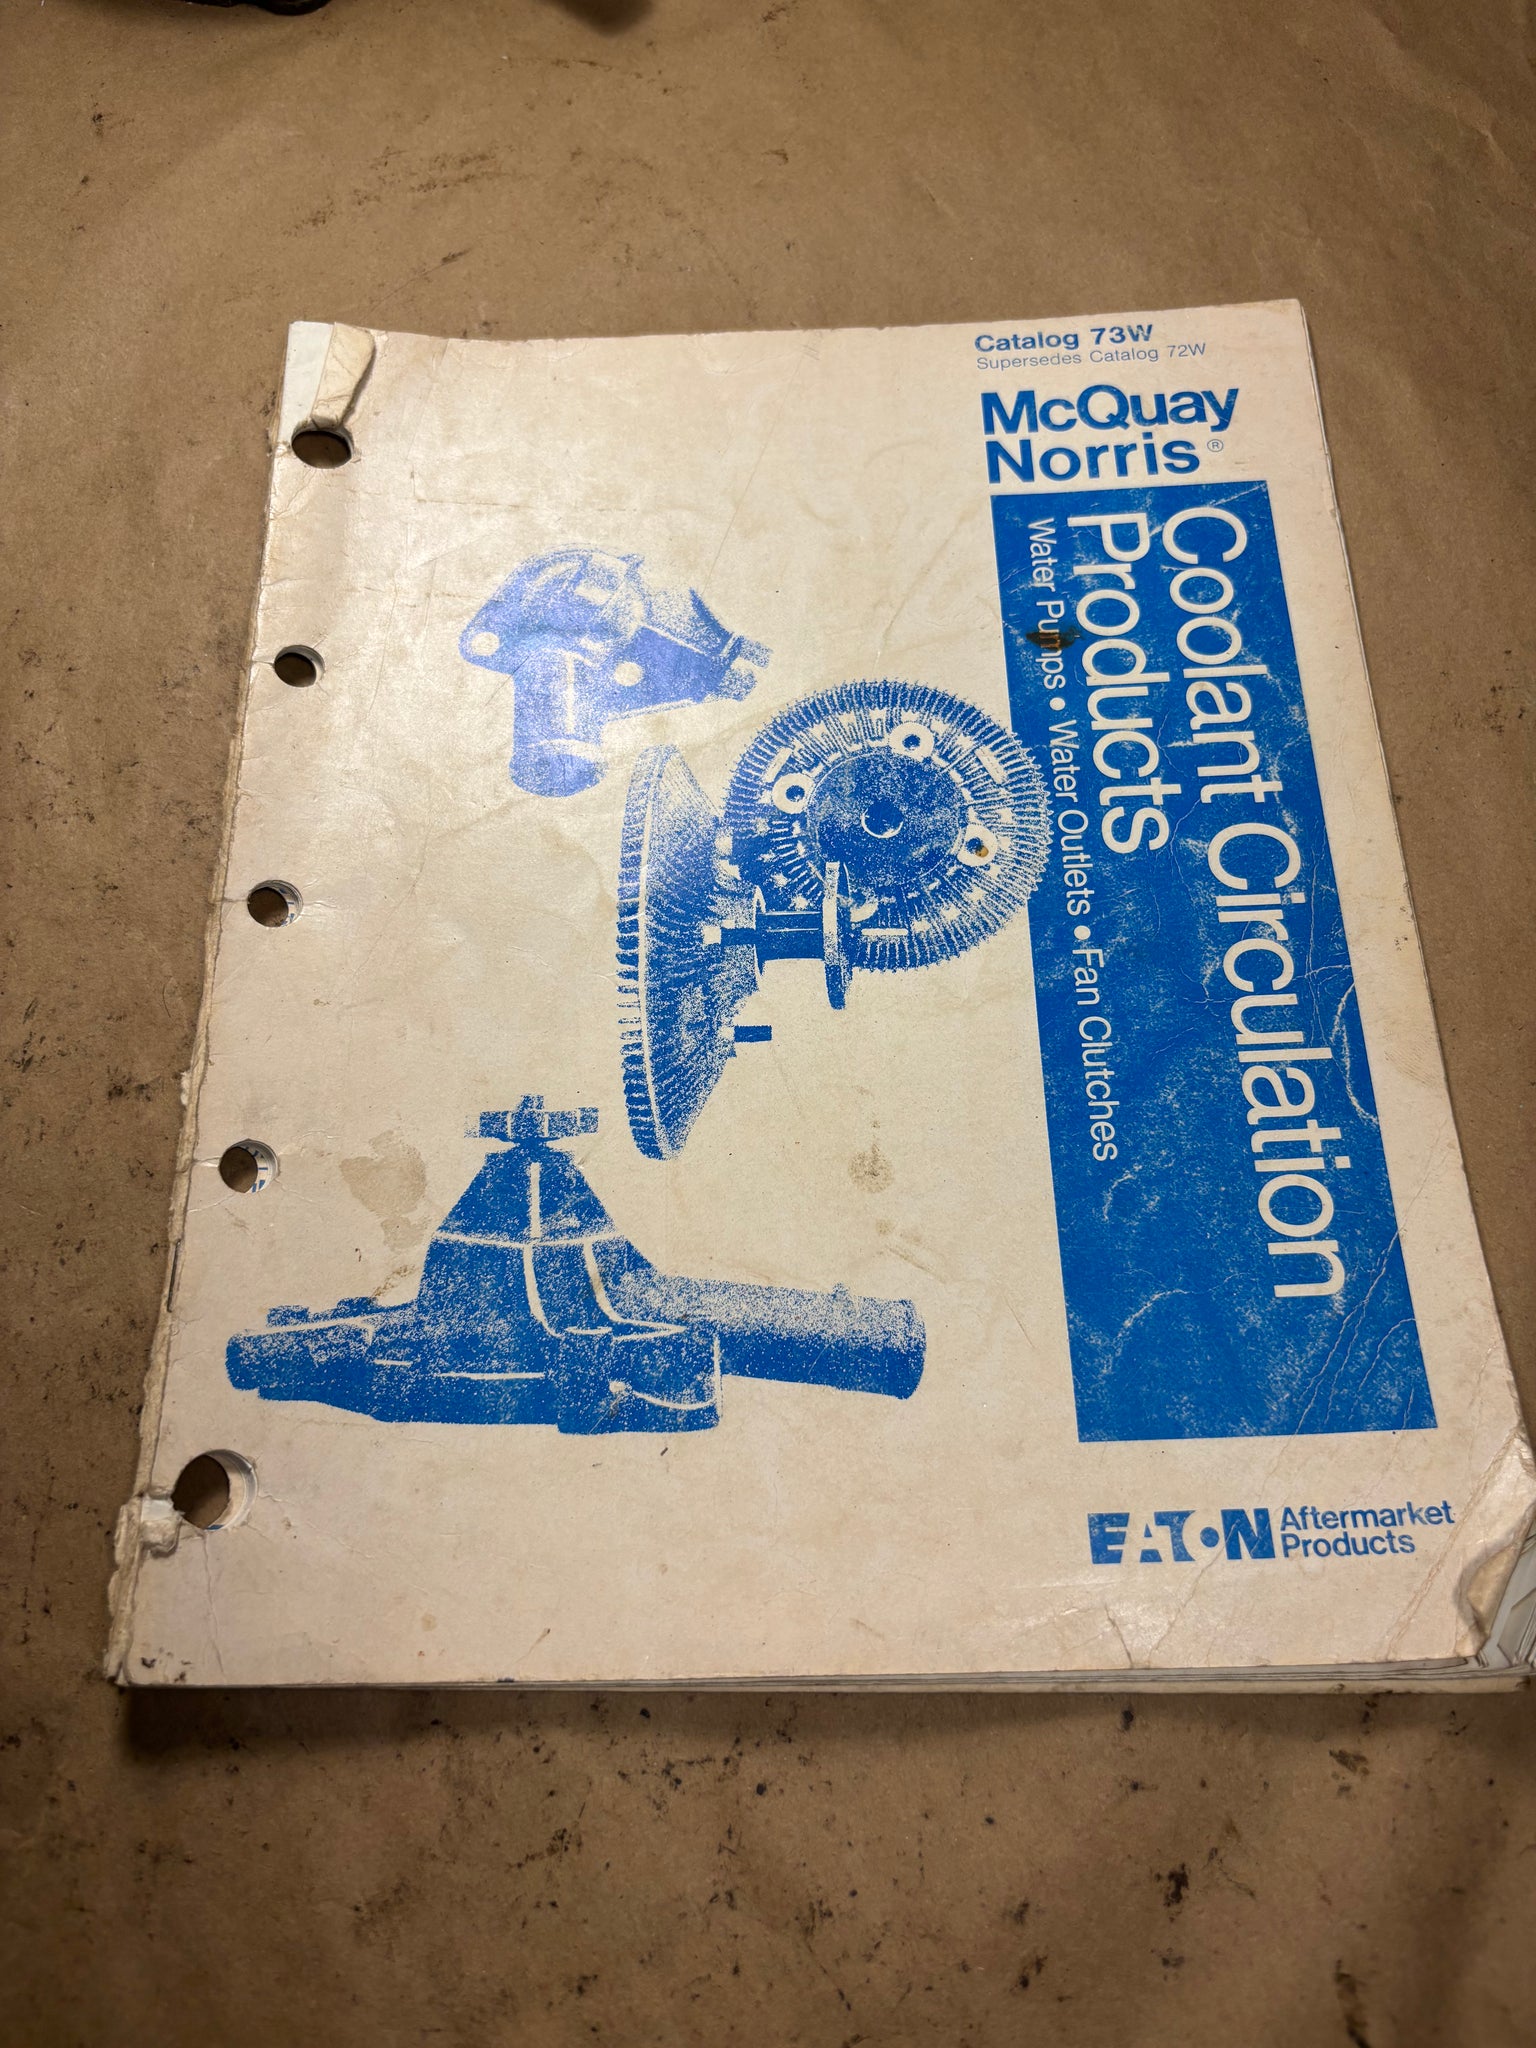 Catalog 73W
Supersedes Catalog 72W
McQuay
Norris®
Coolant Circulation
Products
Water Pumps • Water Outlets • Fan Clutches
EATON Aftermarket
Products